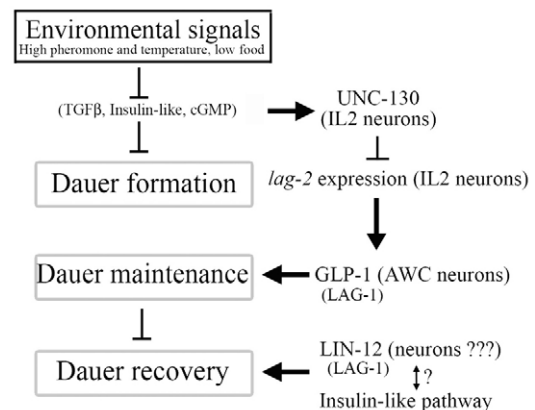 Environmental signals
High pheromone and temperature, low food
(TGFβ, Insulin-like, cGMP)
UNC-130
(IL2 neurons)
Dauer formation
lag-2 expression (IL2 neurons)
Dauer maintenance
GLP-1 (AWC neurons)
(LAG-1)
Dauer recovery
LIN-12 (neurons ???)
(LAG-1)
?
Insulin-like pathway